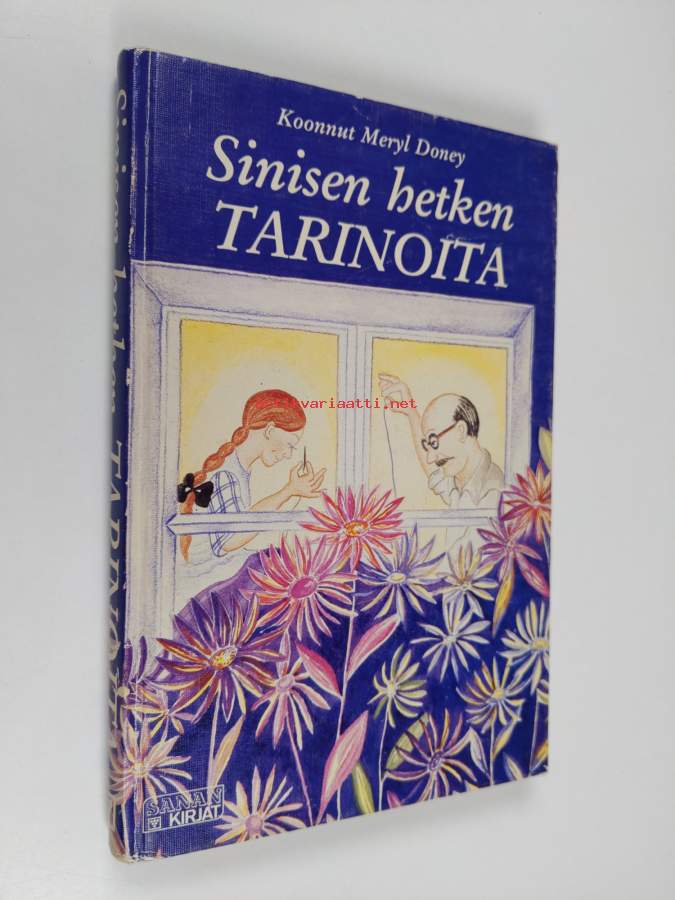 Koonnut Meryl Doney
Sinisen hetken
TARINOITA
SANAN
KIRJAT
Sinisen hetken TARINOITA